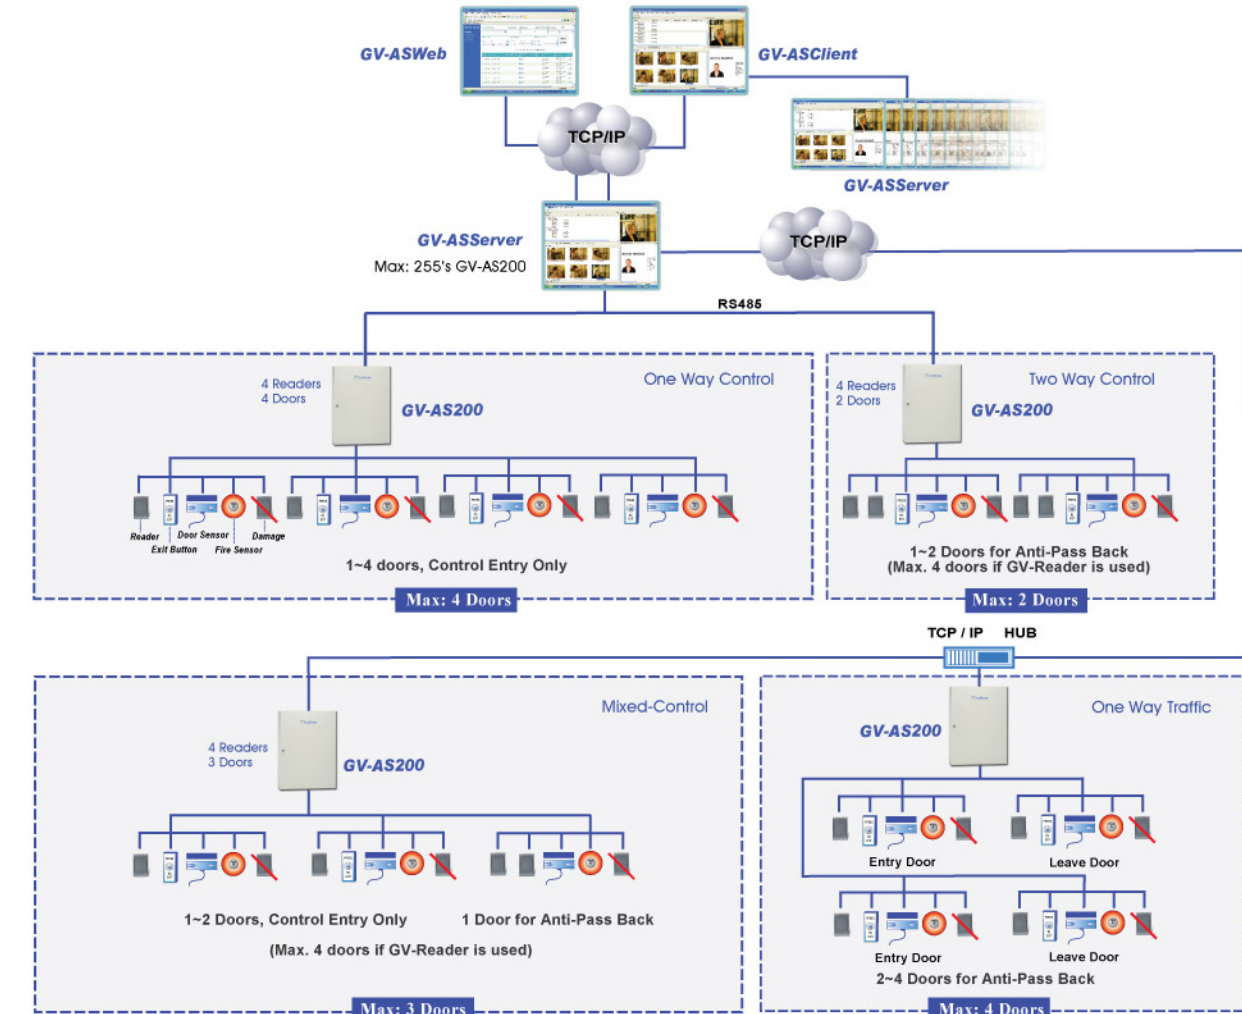 GV-ASWeb
GV-ASClient
TCP/IP
GV-ASServer
GV-ASServer
Max: 255's GV-AS200
TCP/IP
RS485
4 Readers
4 Doors
One Way Control
GV-AS200
Reader
Exit Button
Door Sensor
Fire Sensor
Damage
1~4 doors, Control Entry Only
Max: 4 Doors
4 Readers
2 Doors
Two Way Control
GV-AS200
1~2 Doors for Anti-Pass Back
(Max. 4 doors if GV-Reader is used)
Max: 2 Doors
TCP / IP HUB
Mixed-Control
4 Readers
3 Doors
GV-AS200
1~2 Doors, Control Entry Only
1 Door for Anti-Pass Back
(Max. 4 doors if GV-Reader is used)
Max: 3 Doors
One Way Traffic
GV-AS200
Entry Door
Leave Door
Entry Door
Leave Door
2~4 Doors for Anti-Pass Back
Max: 4 Doors